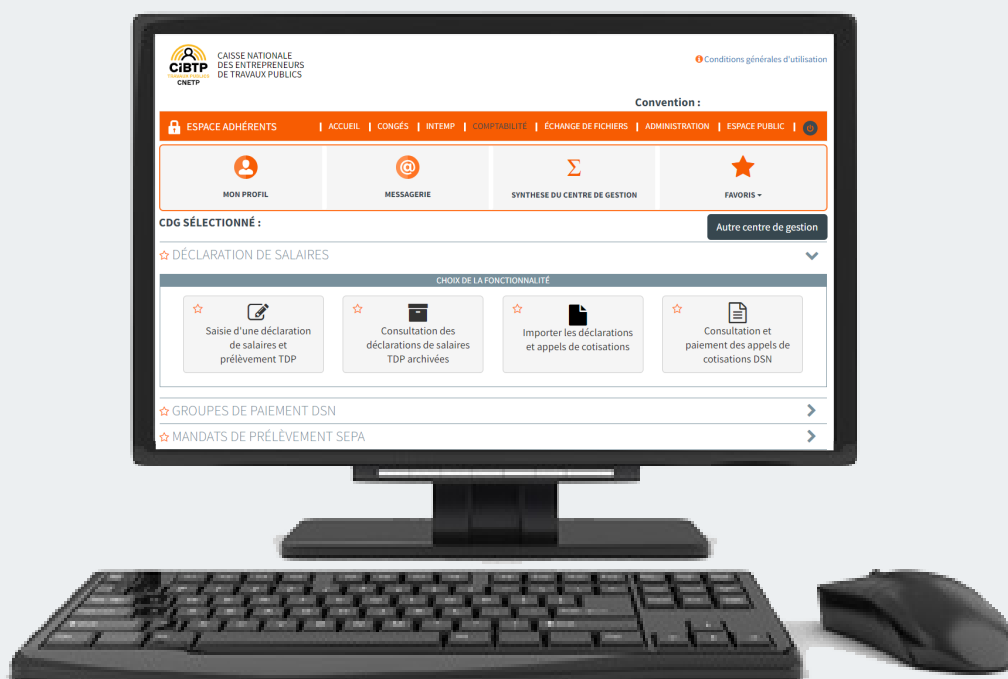 CIBTP
TRAVAUX PUBLICS
CNETP
CAISSE NATIONALE
DES ENTREPRENEURS
DE TRAVAUX PUBLICS
Conditions générales d'utilisation
Convention :
ESPACE ADHÉRENTS | ACCUEIL | CONGÉS | INTEMP | COMPTABILITÉ | ÉCHANGE DE FICHIERS | ADMINISTRATION | ESPACE PUBLIC |
MON PROFIL
MESSAGERIE
SYNTHESE DU CENTRE DE GESTION
FAVORIS
CDG SÉLECTIONNÉ :
Autre centre de gestion
DÉCLARATION DE SALAIRES
CHOIX DE LA FONCTIONNALITÉ
Saisie d'une déclaration
de salaires et
prélèvement TDP
Consultation des
déclarations de salaires
TDP archivées
Importer les déclarations
et appels de cotisations
Consultation et
paiement des appels de
cotisations DSN
GROUPES DE PAIEMENT DSN
MANDATS DE PRÉLÈVEMENT SEPA